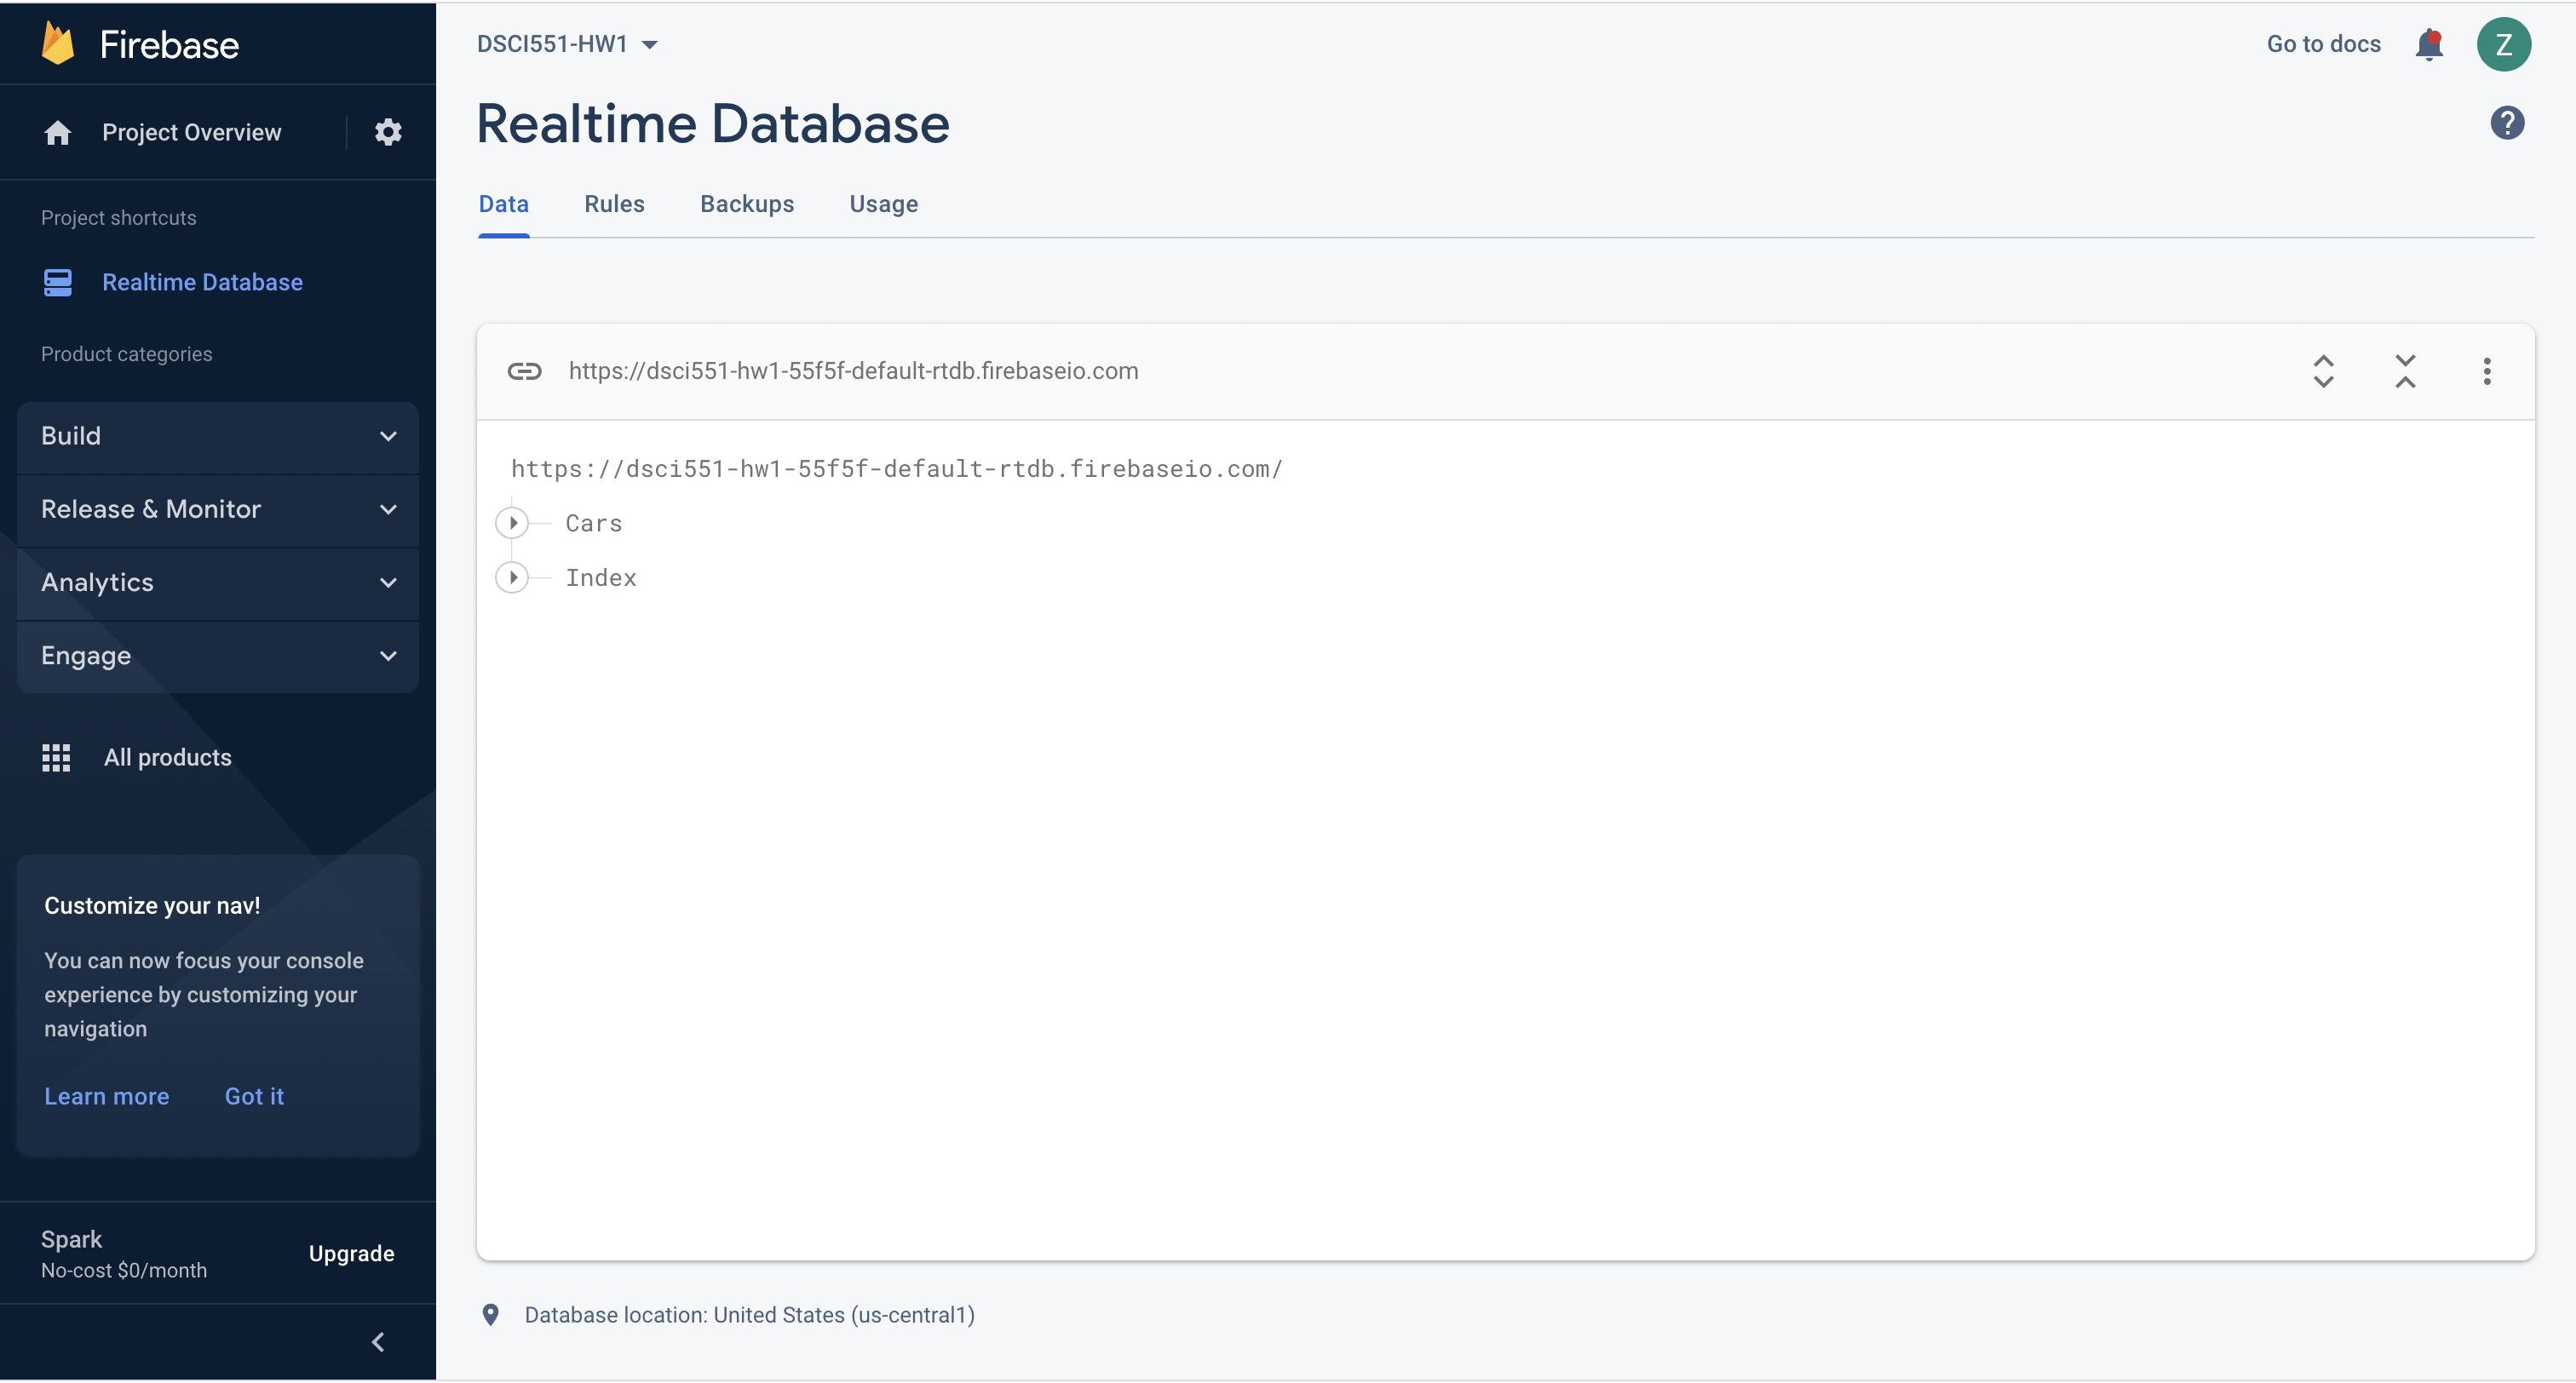 Firebase
Project Overview
Project shortcuts
Realtime Database
Product categories
Build
Release & Monitor
Analytics
Engage
All products
Customize your nav!
You can now focus your console
experience by customizing your
navigation
Learn more Got it
Spark
No-cost $0/month
Upgrade
DSCI551-HW1
Go to docs
Z
Realtime Database
?
Data Rules Backups Usage
https://dsci551-hw1-55f5f-default-rtdb.firebaseio.com
https://dsci551-hw1-55f5f-default-rtdb.firebaseio.com/
Cars
Index
Database location: United States (us-central1)